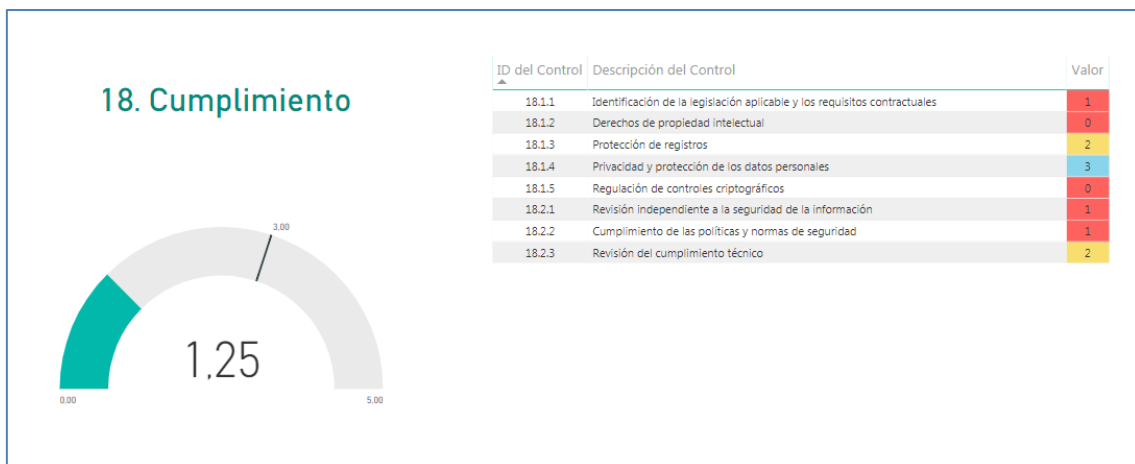 18. Cumplimiento
3,00
1,25
0,00
5,00
ID del Control Descripción del Control Valor
18.1.1 Identificación de la legislación aplicable y los requisitos contractuales 1
18.1.2 Derechos de propiedad intelectual 0
18.1.3 Protección de registros 2
18.1.4 Privacidad y protección de los datos personales 3
18.1.5 Regulación de controles criptográficos 0
18.2.1 Revisión independiente a la seguridad de la información 1
18.2.2 Cumplimiento de las políticas y normas de seguridad 1
18.2.3 Revisión del cumplimiento técnico 2